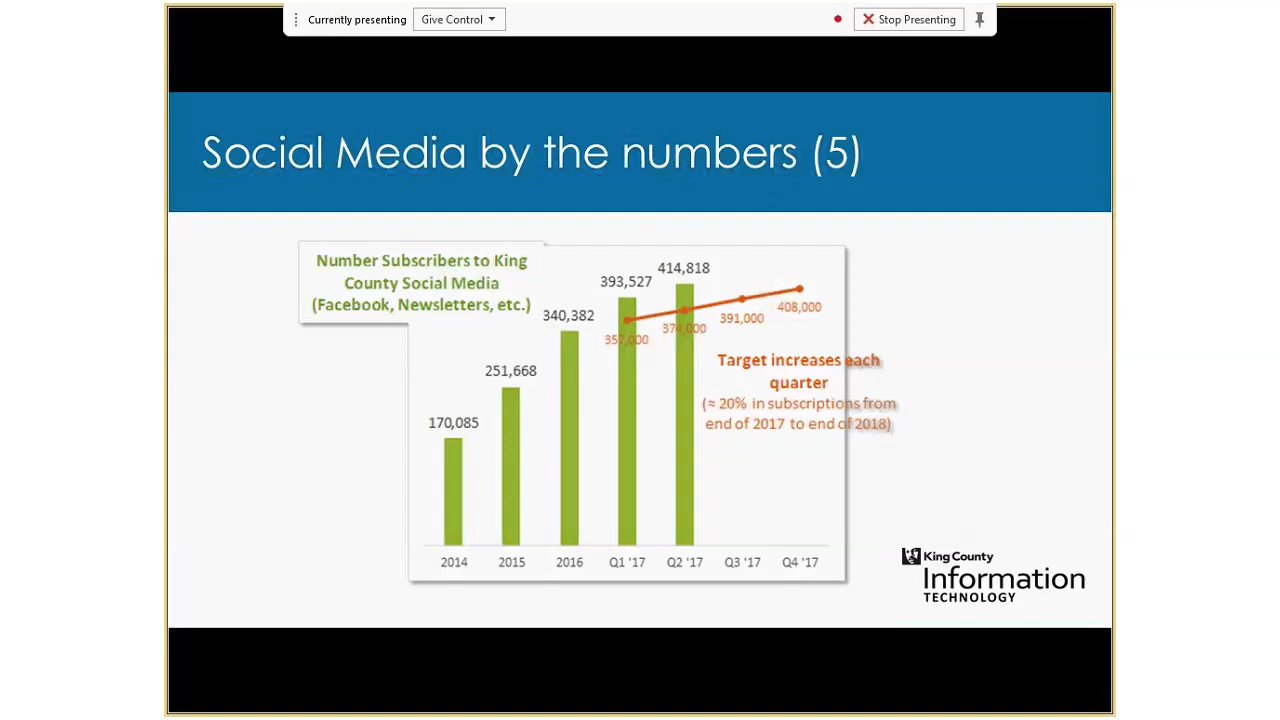 Currently presenting
Give Control
Stop Presenting
Social Media by the numbers (5)
Number Subscribers to King
County Social Media
(Facebook, Newsletters, etc.)
170,085
251,668
340,382
393,527
414,818
357,000
374,000
391,000
408,000
Target increases each
quarter
(≈ 20% in subscriptions from
end of 2017 to end of 2018)
2014
2015
2016
Q1 '17
Q2 '17
Q3 '17
Q4 '17
King County
Information
TECHNOLOGY